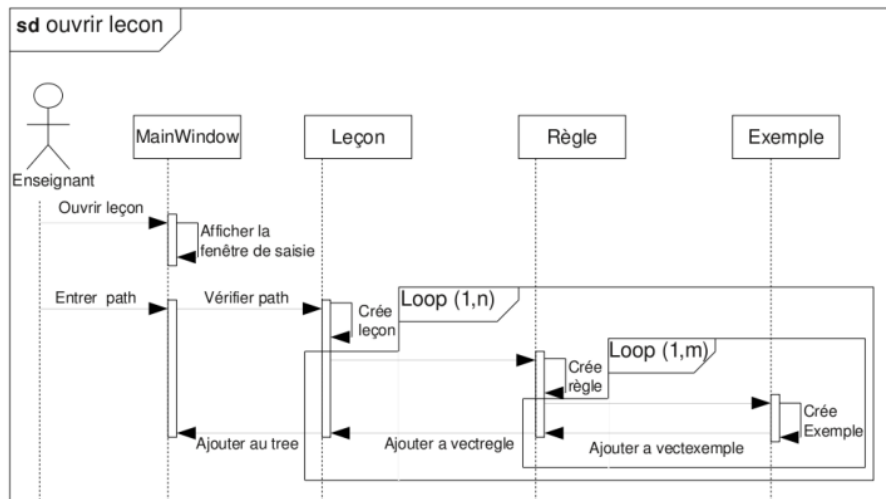 sd ouvrir lecon
MainWindow
Leçon
Règle
Exemple
Enseignant
Ouvrir leçon
Afficher la
fenêtre de saisie
Entrer path
Vérifier path
Crée
leçon
Loop (1,n)
Loop (1,m)
Crée
règle
Crée
Exemple
Ajouter au tree
Ajouter a vectregle
Ajouter a vectexemple